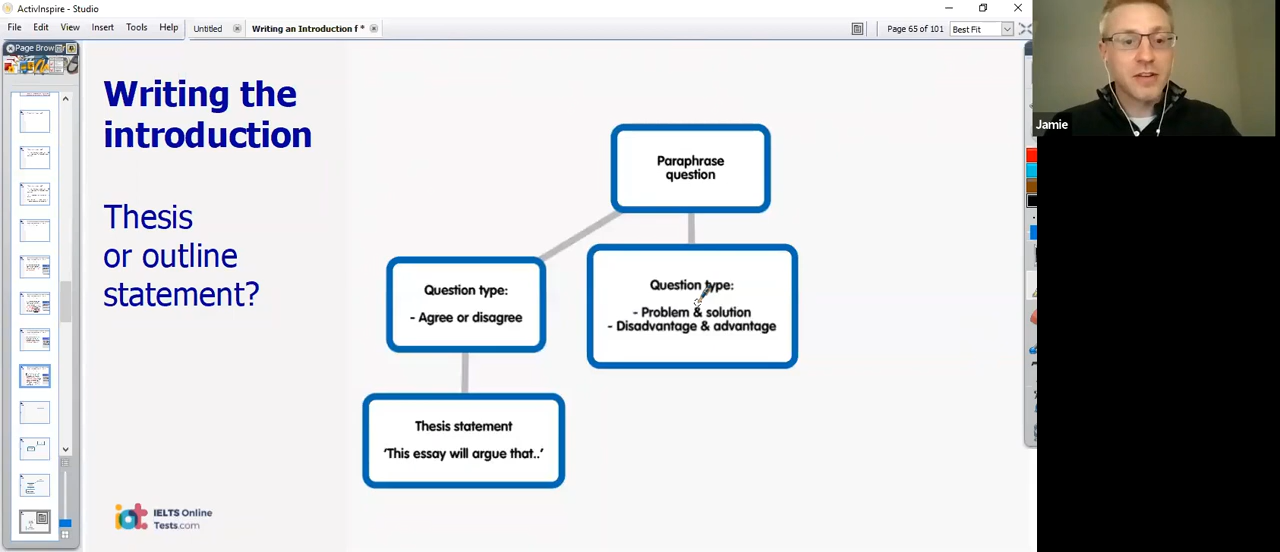 ActivInspire - Studio
File Edit View Insert Tools Help
Untitled
Writing an Introduction f *
Page 65 of 101
Best Fit
Page Brow
Writing the
introduction
Thesis
or outline
statement?
Paraphrase
question
Question type:
- Agree or disagree
Question type:
- Problem & solution
- Disadvantage & advantage
Thesis statement
'This essay will argue that..'
iot
IELTS Online
Tests.com
Jamie